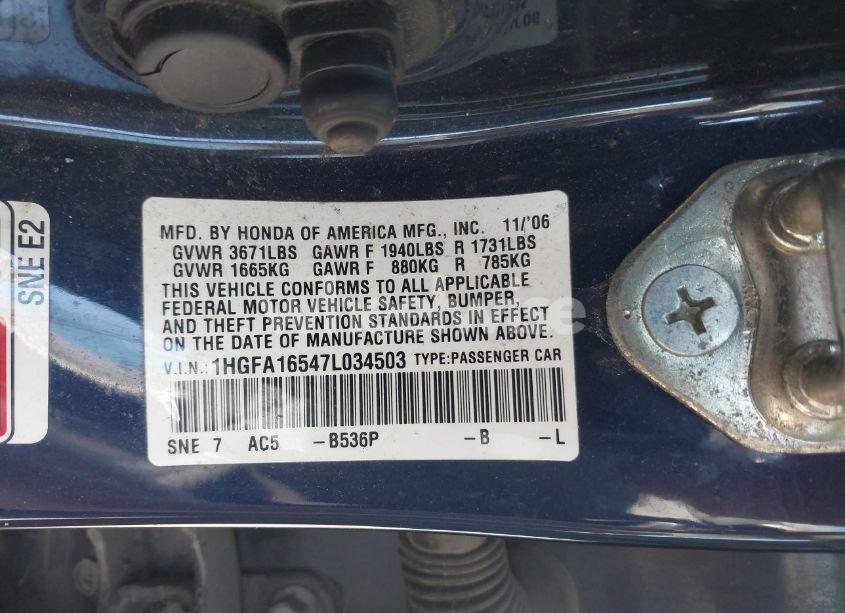 MFD. BY HONDA OF AMERICA MFG., INC. 11/'06
GVWR 3671LBS GAWR F 1940LBS R 1731LBS
GVWR 1665KG GAWR F 880KG R 785KG
THIS VEHICLE CONFORMS TO ALL APPLICABLE
FEDERAL MOTOR VEHICLE SAFETY, BUMPER,
AND THEFT PREVENTION STANDARDS IN EFFECT
ON THE DATE OF MANUFACTURE SHOWN ABOVE.
V.I.N.: 1HGFA16547L034503 TYPE:PASSENGER CAR
SNE 7 AC5 -B536P -B -L
SNE E2